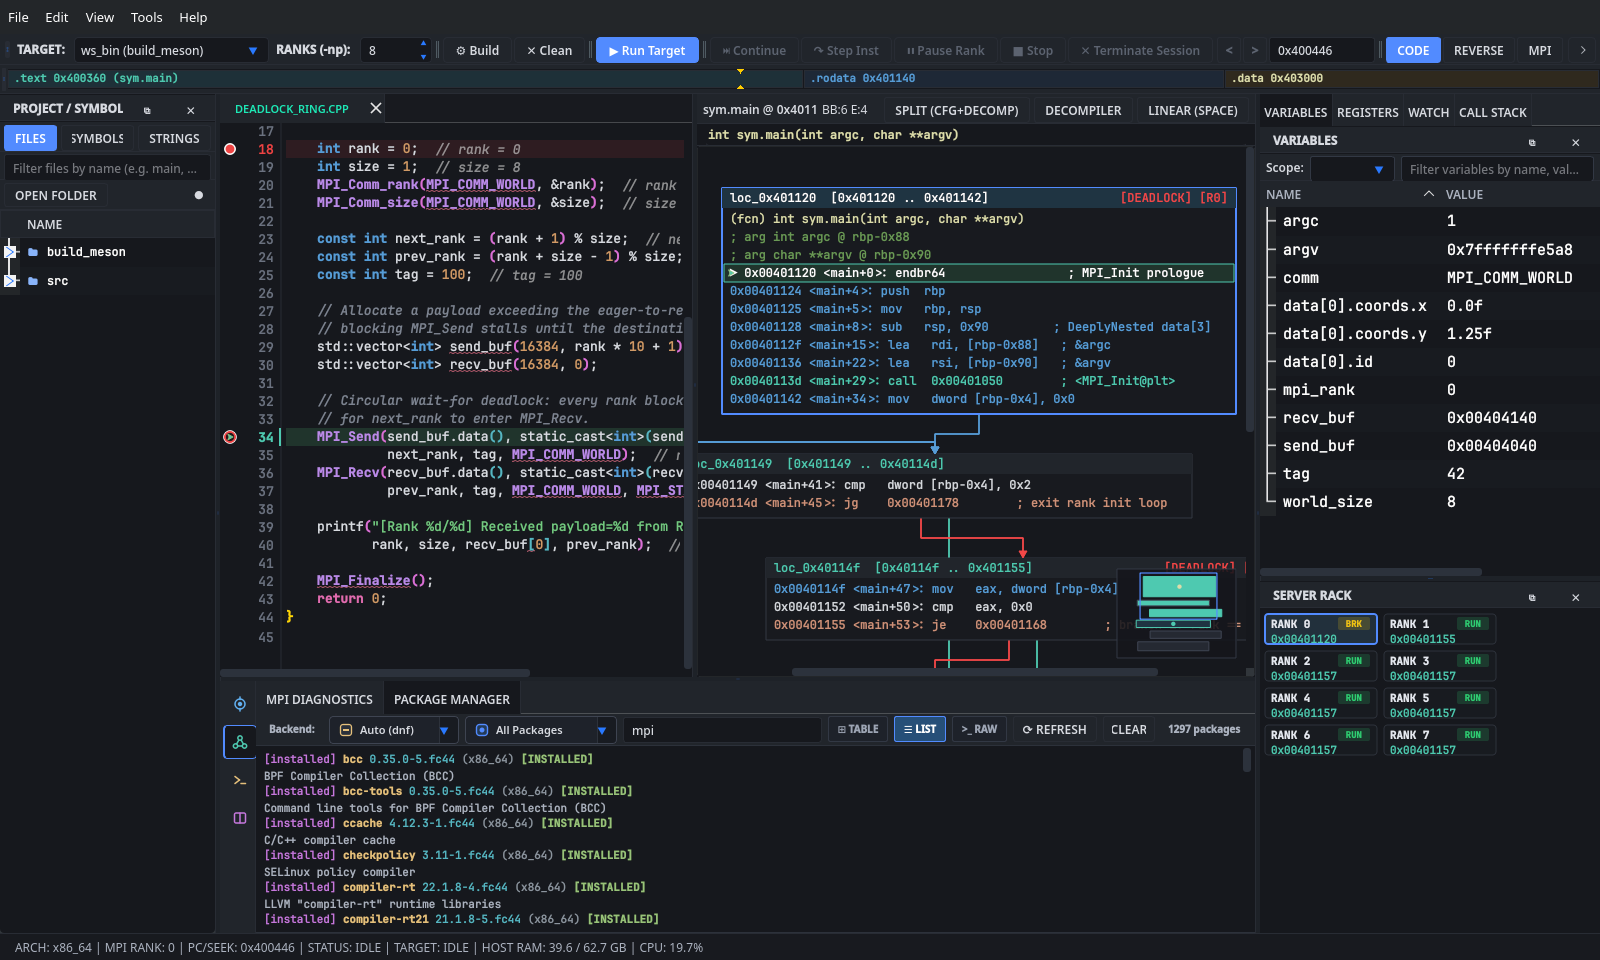 File Edit View Tools Help
TARGET: ws_bin (build_meson) RANKS (-np): 8 Build Clean Run Target Continue Step Inst Pause Rank Stop Terminate Session < > 0x400446 CODE REVERSE MPI
.text 0x400360 (sym.main) .rodata 0x401140 .data 0x403000
PROJECT / SYMBOL
FILES SYMBOLS STRINGS
Filter files by name (e.g. main, ...
OPEN FOLDER
NAME
build_meson
src
DEADLOCK_RING.CPP
17
18 int rank = 0; // rank = 0
19 int size = 1; // size = 8
20 MPI_Comm_rank(MPI_COMM_WORLD, &rank); // rank
21 MPI_Comm_size(MPI_COMM_WORLD, &size); // size
22
23 const int next_rank = (rank + 1) % size; // ne
24 const int prev_rank = (rank + size - 1) % size;
25 const int tag = 100; // tag = 100
26
27 // Allocate a payload exceeding the eager-to-re
28 // blocking MPI_Send stalls until the destinati
29 std::vector<int> send_buf(16384, rank * 10 + 1)
30 std::vector<int> recv_buf(16384, 0);
31
32 // Circular wait-for deadlock: every rank block
33 // for next_rank to enter MPI_Recv.
34 MPI_Send(send_buf.data(), static_cast<int>(send
35 next_rank, tag, MPI_COMM_WORLD); //
36 MPI_Recv(recv_buf.data(), static_cast<int>(recv
37 prev_rank, tag, MPI_COMM_WORLD, MPI_ST
38
39 printf("[Rank %d/%d] Received payload=%d from R
40 rank, size, recv_buf[0], prev_rank); //
41
42 MPI_Finalize();
43 return 0;
44 }
45
sym.main @ 0x4011 BB:6 E:4 SPLIT (CFG+DECOMP) DECOMPILER LINEAR (SPACE)
int sym.main(int argc, char **argv)
loc_0x401120 [0x401120 .. 0x401142] [DEADLOCK] [R0]
(fcn) int sym.main(int argc, char **argv)
; arg int argc @ rbp-0x88
; arg char **argv @ rbp-0x90
0x00401120 <main+0>: endbr64 ; MPI_Init prologue
0x00401124 <main+4>: push rbp
0x00401125 <main+5>: mov rbp, rsp
0x00401128 <main+8>: sub rsp, 0x90 ; DeeplyNested data[3]
0x0040112f <main+15>: lea rdi, [rbp-0x88] ; &argc
0x00401136 <main+22>: lea rsi, [rbp-0x90] ; &argv
0x0040113d <main+29>: call 0x00401050 ; <MPI_Init@plt>
0x00401142 <main+34>: mov dword [rbp-0x4], 0x0
oc_0x401149 [0x401149 .. 0x40114d]
x00401149 <main+41>: cmp dword [rbp-0x4], 0x2
x0040114d <main+45>: jg 0x00401178 ; exit rank init loop
loc_0x40114f [0x40114f .. 0x401155] [DEADLOCK]
0x0040114f <main+47>: mov eax, dword [rbp-0x4]
0x00401152 <main+50>: cmp eax, 0x0
0x00401155 <main+53>: je 0x00401168 ; ==
VARIABLES REGISTERS WATCH CALL STACK
VARIABLES
Scope: Filter variables by name, val...
NAME VALUE
argc 1
argv 0x7fffffffe5a8
comm MPI_COMM_WORLD
data[0].coords.x 0.0f
data[0].coords.y 1.25f
data[0].id 0
mpi_rank 0
recv_buf 0x00404140
send_buf 0x00404040
tag 42
world_size 8
SERVER RACK
RANK 0 BRK RANK 1 RUN
0x00401120 0x00401155
RANK 2 RUN RANK 3 RUN
0x00401157 0x00401157
RANK 4 RUN RANK 5 RUN
0x00401157 0x00401157
RANK 6 RUN RANK 7 RUN
0x00401157 0x00401157
MPI DIAGNOSTICS PACKAGE MANAGER
Backend: Auto (dnf) All Packages mpi TABLE LIST >_ RAW REFRESH CLEAR 1297 packages
[installed] bcc 0.35.0-5.fc44 (x86_64) [INSTALLED]
BPF Compiler Collection (BCC)
[installed] bcc-tools 0.35.0-5.fc44 (x86_64) [INSTALLED]
Command line tools for BPF Compiler Collection (BCC)
[installed] ccache 4.12.3-1.fc44 (x86_64) [INSTALLED]
C/C++ compiler cache
[installed] checkpolicy 3.11-1.fc44 (x86_64) [INSTALLED]
SELinux policy compiler
[installed] compiler-rt 22.1.8-4.fc44 (x86_64) [INSTALLED]
LLVM "compiler-rt" runtime libraries
[installed] compiler-rt21 21.1.8-5.fc44 (x86_64) [INSTALLED]
ARCH: x86_64 | MPI RANK: 0 | PC/SEEK: 0x400446 | STATUS: IDLE | TARGET: IDLE | HOST RAM: 39.6 / 62.7 GB | CPU: 19.7%